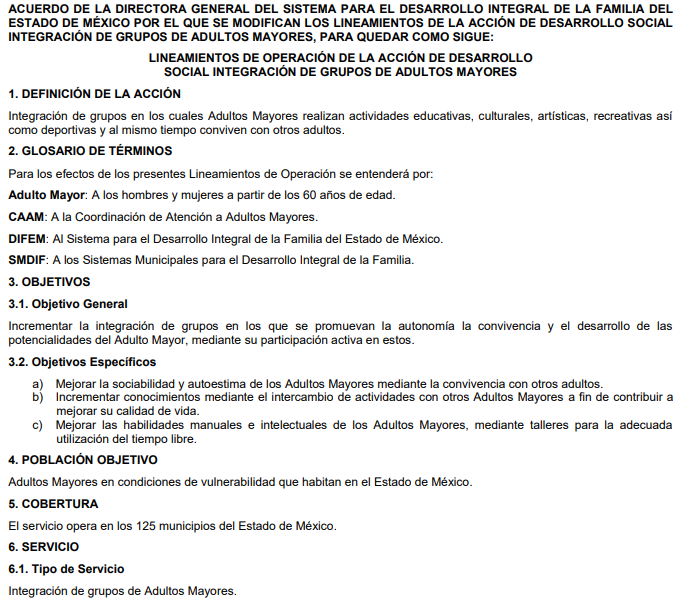 ACUERDO DE LA DIRECTORA GENERAL DEL SISTEMA PARA EL DESARROLLO INTEGRAL DE LA FAMILIA DEL
ESTADO DE MÉXICO POR EL QUE SE MODIFICAN LOS LINEAMIENTOS DE LA ACCIÓN DE DESARROLLO SOCIAL
INTEGRACIÓN DE GRUPOS DE ADULTOS MAYORES, PARA QUEDAR COMO SIGUE:
LINEAMIENTOS DE OPERACIÓN DE LA ACCIÓN DE DESARROLLO
SOCIAL INTEGRACIÓN DE GRUPOS DE ADULTOS MAYORES
1. DEFINICIÓN DE LA ACCIÓN
Integración de grupos en los cuales Adultos Mayores realizan actividades educativas, culturales, artísticas, recreativas así
como deportivas y al mismo tiempo conviven con otros adultos.
2. GLOSARIO DE TÉRMINOS
Para los efectos de los presentes Lineamientos de Operación se entenderá por:
Adulto Mayor: A los hombres y mujeres a partir de los 60 años de edad.
CAAM: A la Coordinación de Atención a Adultos Mayores.
DIFEM: Al Sistema para el Desarrollo Integral de la Familia del Estado de México.
SMDIF: A los Sistemas Municipales para el Desarrollo Integral de la Familia.
3. OBJETIVOS
3.1. Objetivo General
Incrementar la integración de grupos en los que se promuevan la autonomía la convivencia y el desarrollo de las
potencialidades del Adulto Mayor, mediante su participación activa en estos.
3.2. Objetivos Específicos
a) Mejorar la sociabilidad y autoestima de los Adultos Mayores mediante la convivencia con otros adultos.
b) Incrementar conocimientos mediante el intercambio de actividades con otros Adultos Mayores a fin de contribuir a
mejorar su calidad de vida.
c) Mejorar las habilidades manuales e intelectuales de los Adultos Mayores, mediante talleres para la adecuada
utilización del tiempo libre.
4. POBLACIÓN OBJETIVO
Adultos Mayores en condiciones de vulnerabilidad que habitan en el Estado de México.
5. COBERTURA
El servicio opera en los 125 municipios del Estado de México.
6. SERVICIO
6.1. Tipo de Servicio
Integración de grupos de Adultos Mayores.